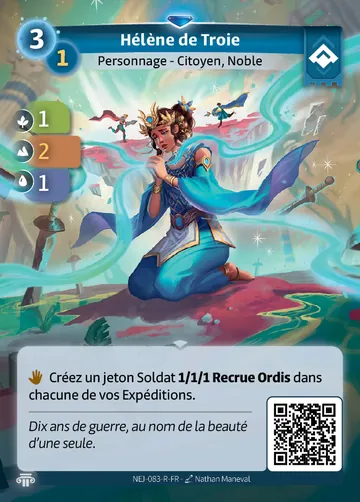 3
Hélène de Troie
1
Personnage - Citoyen, Noble
1
2
1
Créez un jeton Soldat 1/1/1 Recrue Ordis dans
chacune de vos Expéditions.
Dix ans de guerre, au nom de la beauté
d'une seule.
NEJ-083-R-FR - Nathan Maneval